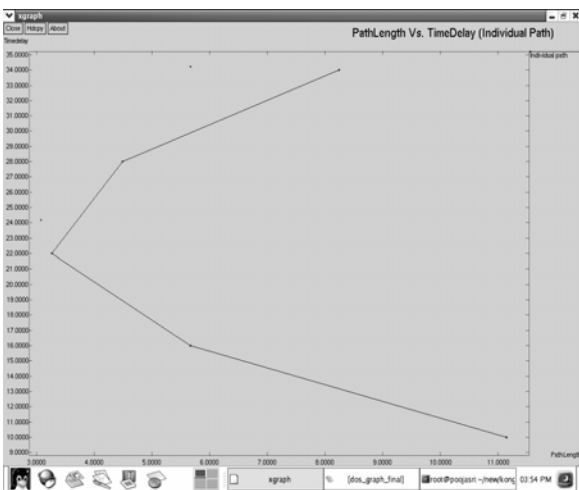 xgraph
Close Hdcpy About
PathLength Vs. TimeDelay (Individual Path)
Timedelay
35.0000
34.0000
33.0000
32.0000
31.0000
30.0000
29.0000
28.0000
27.0000
26.0000
25.0000
24.0000
23.0000
22.0000
21.0000
20.0000
19.0000
18.0000
17.0000
16.0000
15.0000
14.0000
13.0000
12.0000
11.0000
10.0000
9.0000
Individual path
3.0000 4.0000 5.0000 6.0000 7.0000 8.0000 9.0000 10.0000 11.0000
PathLength
xgraph
[dos_graph_final]
root@poojasri:~/new/kong
03:54 PM